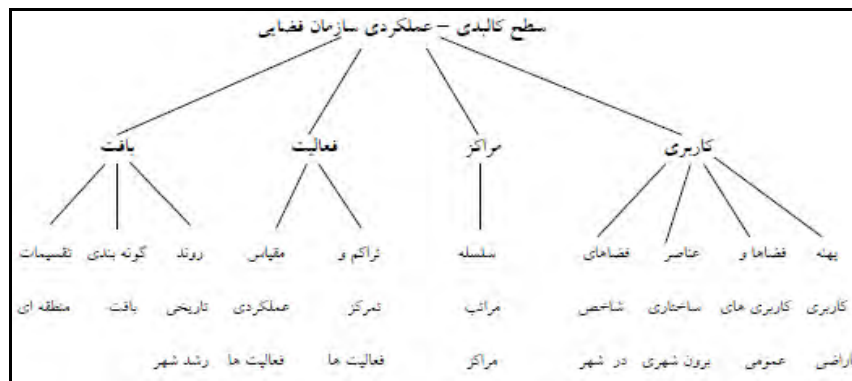 سطح کالبدی – عملکردی سازمان فضایی
کاربری
مراکز
فعالیت
بافت
پهنه
کاربری
اراضی
فضاها و
کاربری های
عمومی
عناصر
ساختاری
برون شهری
فضاهای
شاخص
در شهر
سلسله
مراتب
مراکز
تراکم و
تمرکز
فعالیت ها
مقیاس
عملکردی
فعالیت ها
روند
تاریخی
رشد شهر
گونه بندی
بافت
تقسیمات
منطقه ای